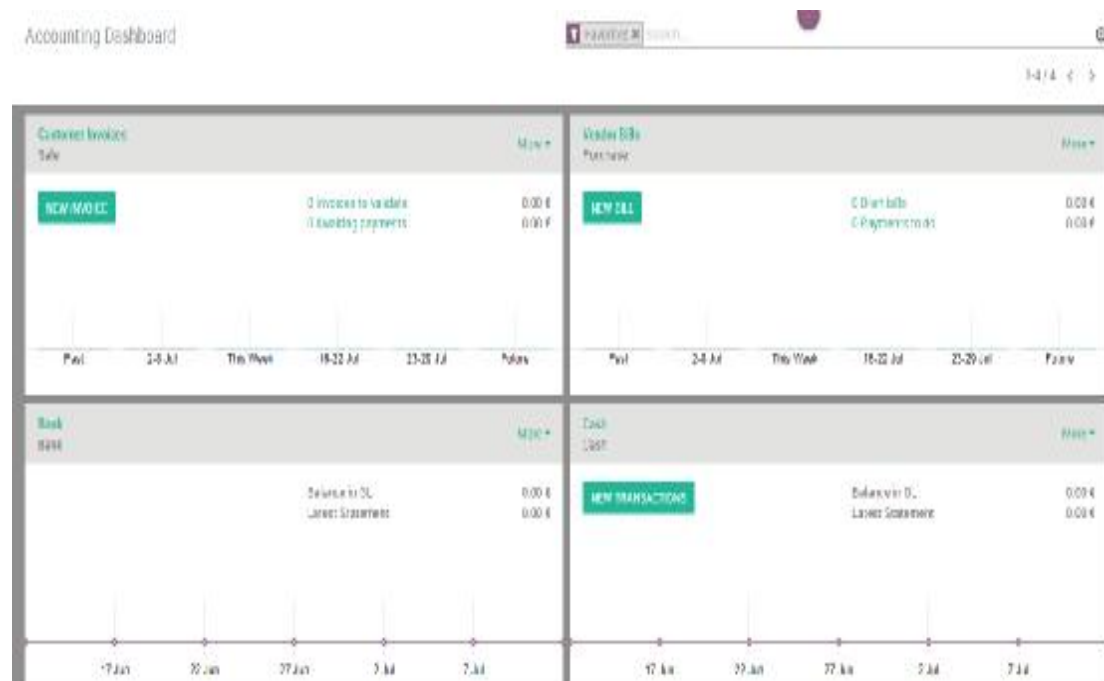 Accounting Dashboard
Favorites ✖ Search...
1-4 / 4 < >
Customer Invoices
Sale
More
NEW INVOICE
0 Invoices to validate 0.00 €
0 Awaiting payments 0.00 €
Past 2-8 Jul This Week 16-22 Jul 23-29 Jul Future
Vendor Bills
Purchase
More
NEW BILL
0 Draft bills 0.00 €
0 Payments to do 0.00 €
Past 2-8 Jul This Week 16-22 Jul 23-29 Jul Future
Bank
Bank
More
Balance in GL 0.00 €
Latest Statement 0.00 €
17 Jun 22 Jun 27 Jun 2 Jul 7 Jul
Cash
Cash
More
NEW TRANSACTIONS
Balance in GL 0.00 €
Latest Statement 0.00 €
17 Jun 22 Jun 27 Jun 2 Jul 7 Jul